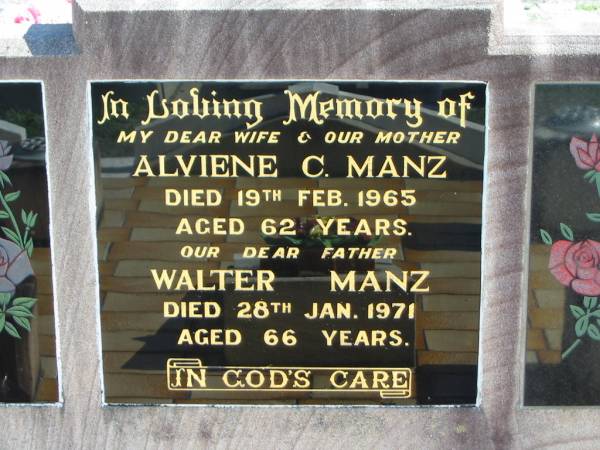 In Loving Memory of
MY DEAR WIFE & OUR MOTHER
ALVIENE C. MANZ
DIED 19TH FEB. 1965
AGED 62 YEARS.
OUR DEAR FATHER
WALTER MANZ
DIED 28TH JAN. 1971
AGED 66 YEARS.
IN GOD'S CARE